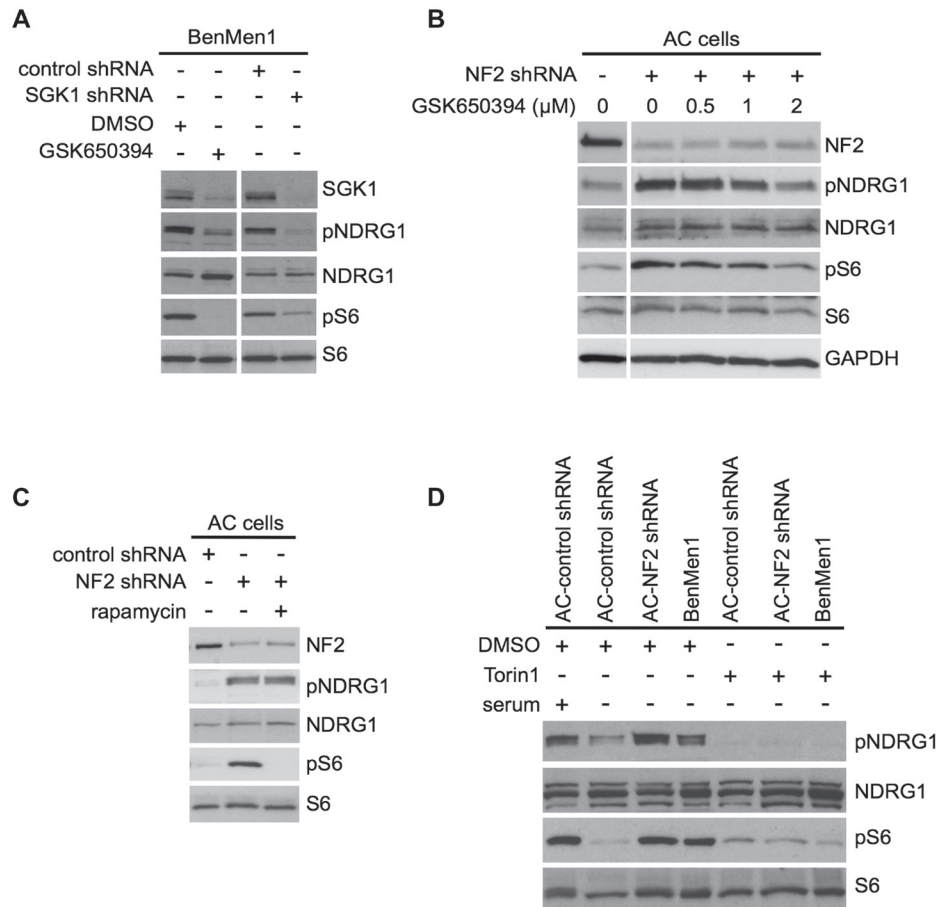 A
BenMen1
control shRNA - - + -
SGK1 shRNA - - - +
DMSO + - - -
GSK650394 - + - -
SGK1
pNDRG1
NDRG1
pS6
S6
B
AC cells
NF2 shRNA - + + + +
GSK650394 (µM) 0 0 0.5 1 2
NF2
pNDRG1
NDRG1
pS6
S6
GAPDH
C
AC cells
control shRNA + - -
NF2 shRNA - + +
rapamycin - - +
NF2
pNDRG1
NDRG1
pS6
S6
D
AC-control shRNA
AC-control shRNA
AC-NF2 shRNA
BenMen1
AC-control shRNA
AC-NF2 shRNA
BenMen1
DMSO + + + + - - -
Torin1 - - - - + + +
serum + - - - - - -
pNDRG1
NDRG1
pS6
S6